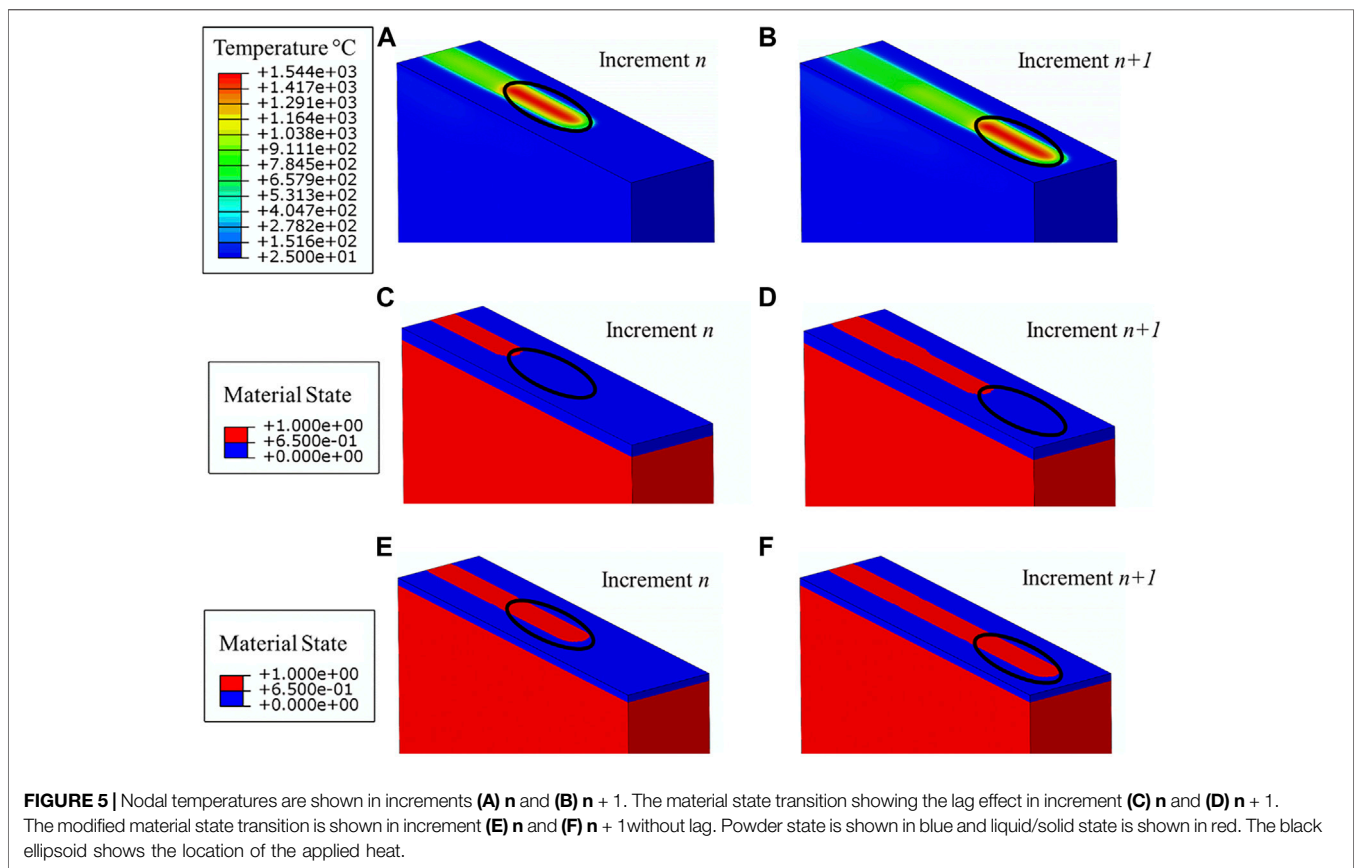 Temperature °C
+1.544e+03
+1.417e+03
+1.291e+03
+1.164e+03
+1.038e+03
+9.111e+02
+7.845e+02
+6.579e+02
+5.313e+02
+4.047e+02
+2.782e+02
+1.516e+02
+2.500e+01
A
Increment n
B
Increment n+1
Material State
+1.000e+00
+6.500e-01
+0.000e+00
C
Increment n
D
Increment n+1
Material State
+1.000e+00
+6.500e-01
+0.000e+00
E
Increment n
F
Increment n+1
FIGURE 5 | Nodal temperatures are shown in increments (A) n and (B) n + 1. The material state transition showing the lag effect in increment (C) n and (D) n + 1.
The modified material state transition is shown in increment (E) n and (F) n + 1without lag. Powder state is shown in blue and liquid/solid state is shown in red. The black
ellipsoid shows the location of the applied heat.